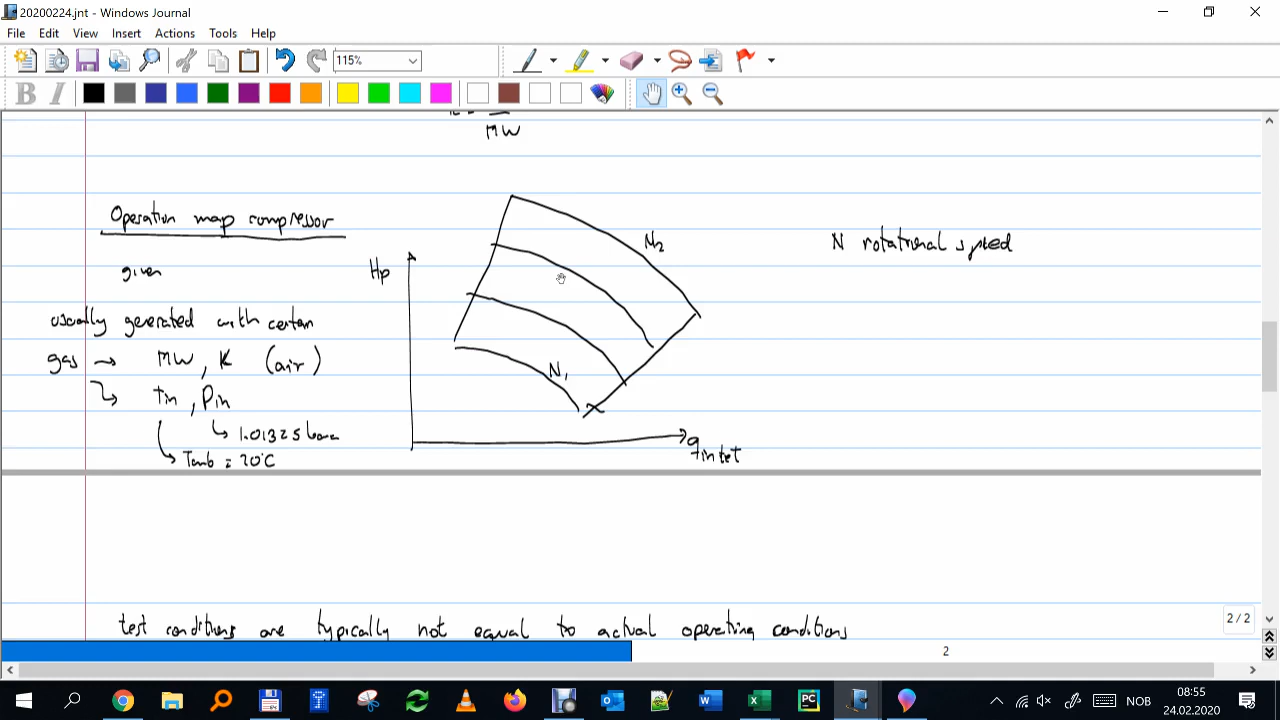 20200224.jnt - Windows Journal
File Edit View Insert Actions Tools Help
115%
B I
MW
Operation map compressor
given
usually generated with certain
gas → MW, K (air)
Tin, Pin
1.01325 bara
Tamb = 20°C
Hp
N2
N1
qinlet
N rotational speed
test conditions are typically not equal to actual operating conditions
2 / 2
2
NOB
08:55
24.02.2020